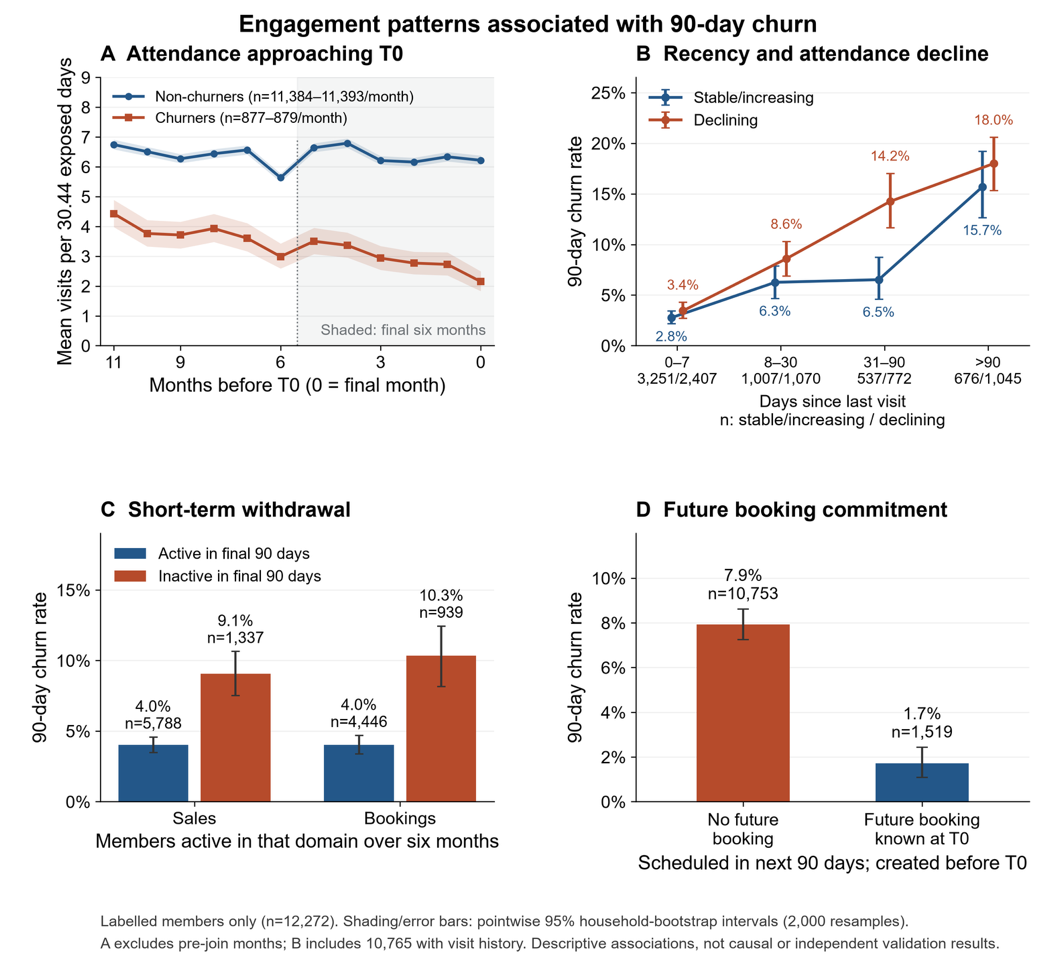 Engagement patterns associated with 90-day churn
A Attendance approaching T0
Mean visits per 30.44 exposed days
9
8
7
6
5
4
3
2
1
0
Non-churners (n=11,384–11,393/month)
Churners (n=877–879/month)
Shaded: final six months
11
9
6
3
0
Months before T0 (0 = final month)
B Recency and attendance decline
90-day churn rate
25%
20%
15%
10%
5%
0%
Stable/increasing
Declining
18.0%
14.2%
8.6%
3.4%
15.7%
6.3%
6.5%
2.8%
0–7
3,251/2,407
8–30
1,007/1,070
31–90
537/772
>90
676/1,045
Days since last visit
n: stable/increasing / declining
C Short-term withdrawal
90-day churn rate
15%
10%
5%
0%
Active in final 90 days
Inactive in final 90 days
4.0%
n=5,788
9.1%
n=1,337
4.0%
n=4,446
10.3%
n=939
Sales
Bookings
Members active in that domain over six months
D Future booking commitment
90-day churn rate
10%
8%
6%
4%
2%
0%
7.9%
n=10,753
1.7%
n=1,519
No future
booking
Future booking
known at T0
Scheduled in next 90 days; created before T0
Labelled members only (n=12,272). Shading/error bars: pointwise 95% household-bootstrap intervals (2,000 resamples).
A excludes pre-join months; B includes 10,765 with visit history. Descriptive associations, not causal or independent validation results.